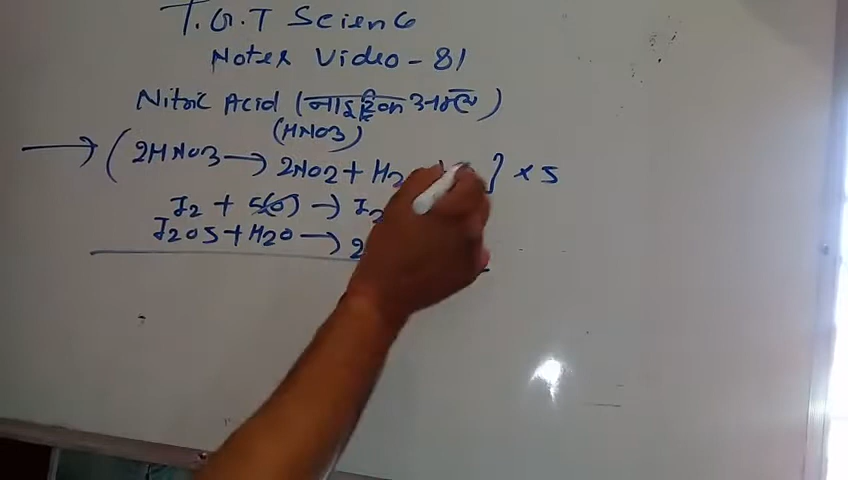 T.G.T Science
Notes Video - 81
Nitric Acid (नाइट्रिक अम्ल)
(HNO3)
→ (2HNO3 → 2NO2 + H2 ] × 5
I2 + 5(O) → I2
I2O5 + H2O → 2